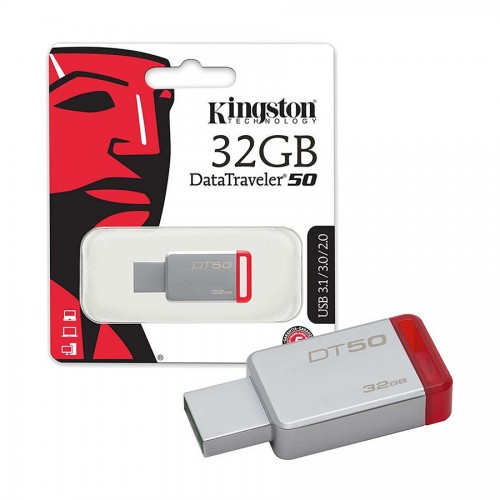 Kingston
TECHNOLOGY
32GB
DataTraveler® 50
DT50
32GB
USB 3.1/3.0/2.0
DT50
32GB